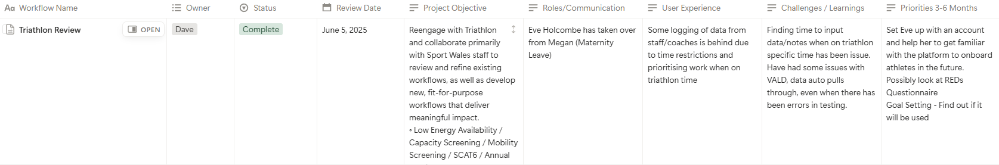 Aa Workflow Name
Owner
Status
Review Date
Project Objective
Roles/Communication
User Experience
Challenges / Learnings
Priorities 3-6 Months
Triathlon Review
OPEN
Dave
Complete
June 5, 2025
Reengage with Triathlon
and collaborate primarily
with Sport Wales staff to
review and refine existing
workflows, as well as develop
new, fit-for-purpose
workflows that deliver
meaningful impact.
◦ Low Energy Availability /
Capacity Screening / Mobility
Screening / SCAT6 / Annual
Eve Holcombe has taken over
from Megan (Maternity
Leave)
Some logging of data from
staff/coaches is behind due
to time restrictions and
prioritising work when on
triathlon time
Finding time to input
data/notes when on triathlon
specific time has been issue.
Have had some issues with
VALD, data auto pulls
through, even when there has
been errors in testing.
Set Eve up with an account
and help her to get familiar
with the platform to onboard
athletes in the future.
Possibly look at REDs
Questionnaire
Goal Setting - Find out if it
will be used